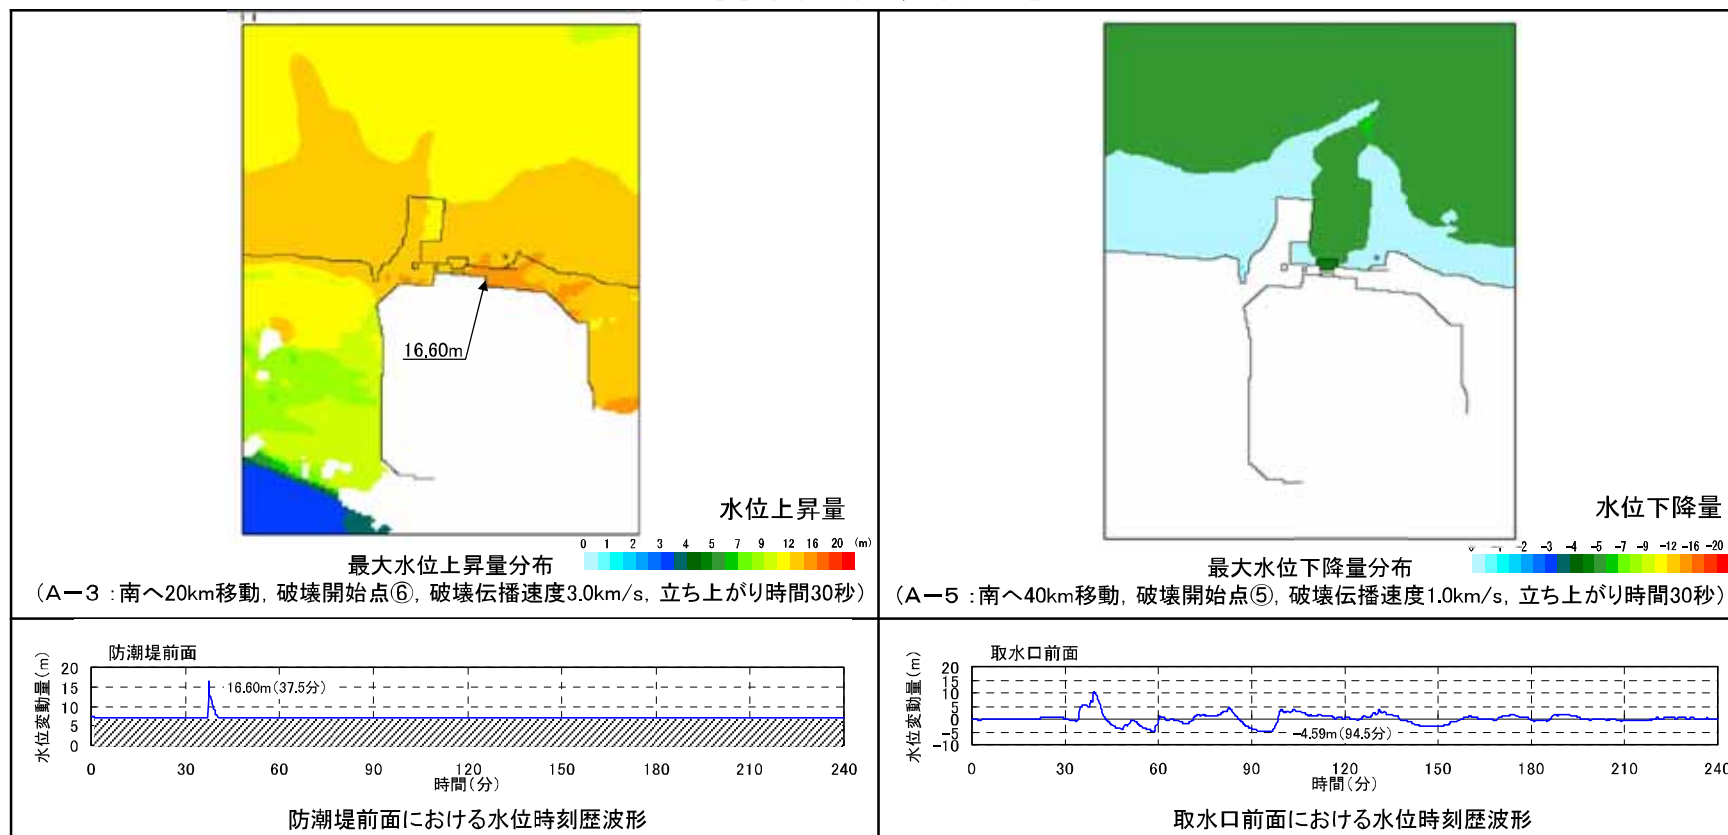 16.60m
水位上昇量
0 1 2 3 4 5 7 9 12 16 20 (m)
最大水位上昇量分布
(A-3:南へ20km移動, 破壊開始点⑥, 破壊伝播速度3.0km/s, 立ち上がり時間30秒)
水位下降量
-2 -3 -4 -5 -7 -9 -12 -16 -20
最大水位下降量分布
(A-5:南へ40km移動, 破壊開始点⑤, 破壊伝播速度1.0km/s, 立ち上がり時間30秒)
防潮堤前面
水位変動量(m)
20
15
10
5
0
16.60m(37.5分)
0 30 60 90 120 150 180 210 240
時間(分)
防潮堤前面における水位時刻歴波形
取水口前面
水位変動量(m)
20
15
10
5
0
-5
-10
-4.59m(94.5分)
0 30 60 90 120 150 180 210 240
時間(分)
取水口前面における水位時刻歴波形